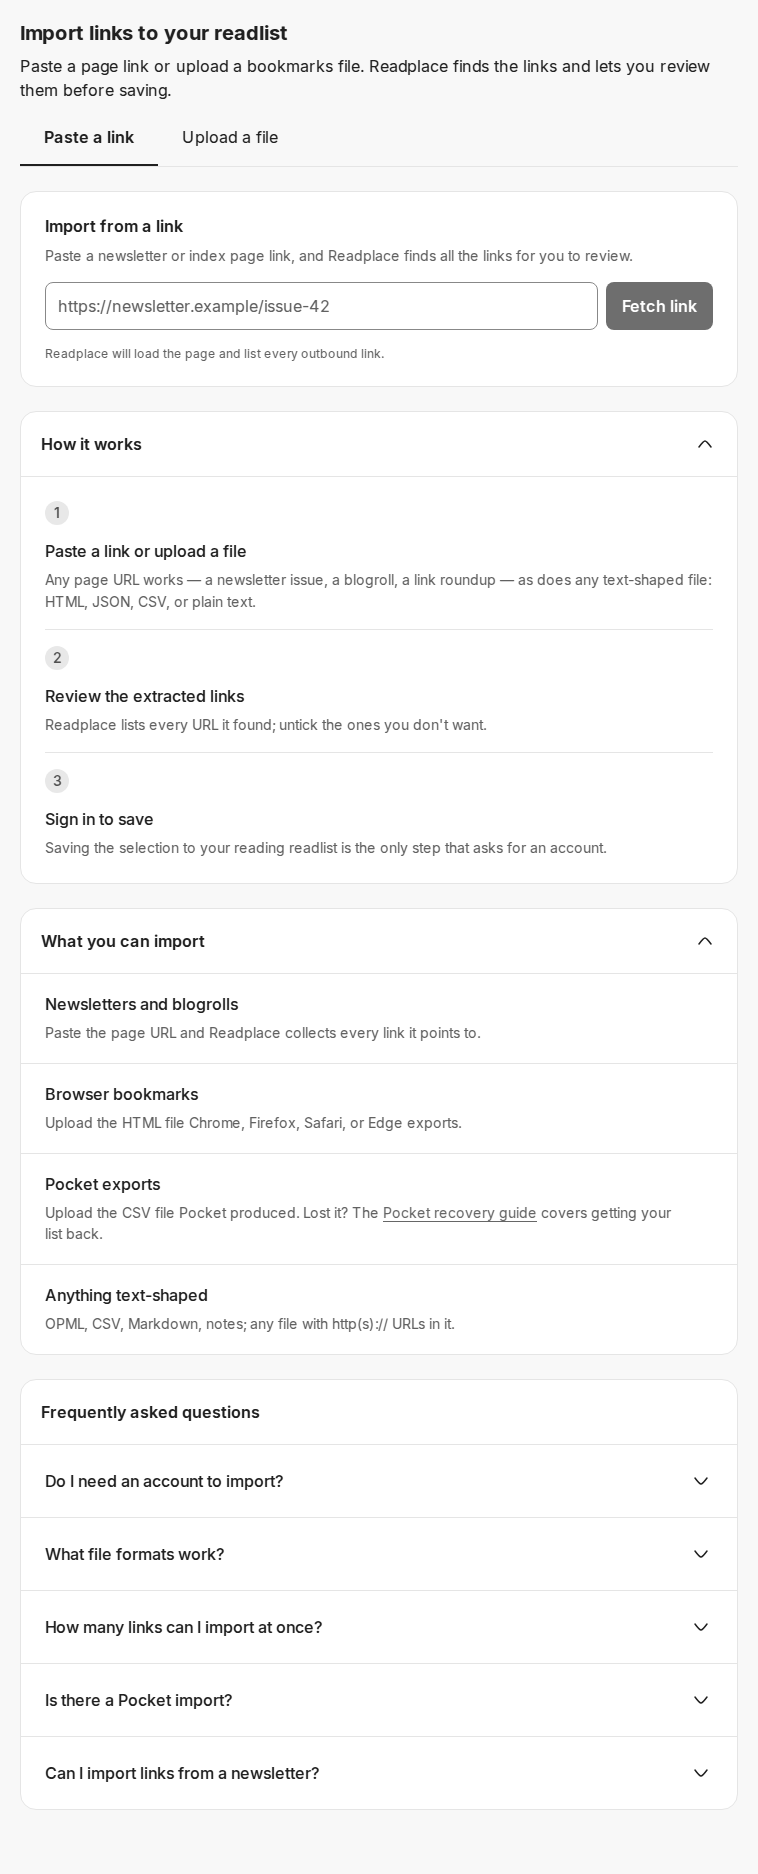 Import links to your readlist
Paste a page link or upload a bookmarks file. Readplace finds the links and lets you review
them before saving.
Paste a link
Upload a file
Import from a link
Paste a newsletter or index page link, and Readplace finds all the links for you to review.
https://newsletter.example/issue-42
Fetch link
Readplace will load the page and list every outbound link.
How it works
1
Paste a link or upload a file
Any page URL works — a newsletter issue, a blogroll, a link roundup — as does any text-shaped file:
HTML, JSON, CSV, or plain text.
2
Review the extracted links
Readplace lists every URL it found; untick the ones you don't want.
3
Sign in to save
Saving the selection to your reading readlist is the only step that asks for an account.
What you can import
Newsletters and blogrolls
Paste the page URL and Readplace collects every link it points to.
Browser bookmarks
Upload the HTML file Chrome, Firefox, Safari, or Edge exports.
Pocket exports
Upload the CSV file Pocket produced. Lost it? The Pocket recovery guide covers getting your
list back.
Anything text-shaped
OPML, CSV, Markdown, notes; any file with http(s):// URLs in it.
Frequently asked questions
Do I need an account to import?
What file formats work?
How many links can I import at once?
Is there a Pocket import?
Can I import links from a newsletter?